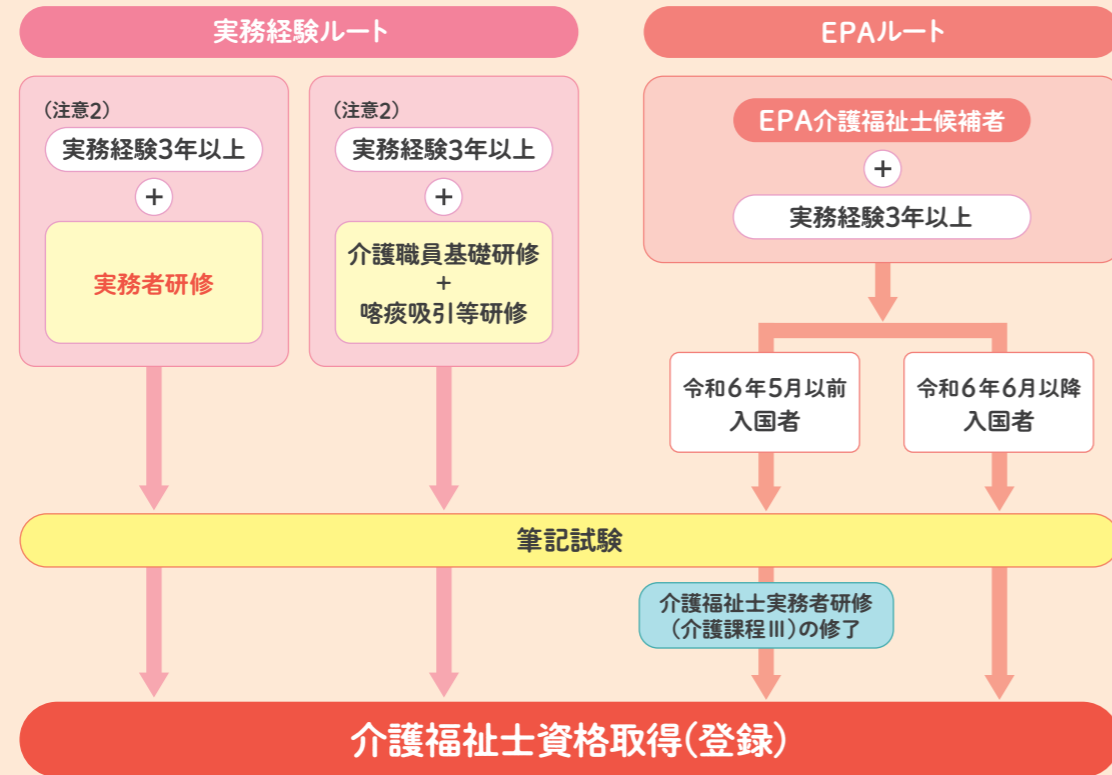 実務経験ルート
(注意2)
実務経験3年以上
+
実務者研修
(注意2)
実務経験3年以上
+
介護職員基礎研修
+
喀痰吸引等研修
EPAルート
EPA介護福祉士候補者
+
実務経験3年以上
令和6年5月以前
入国者
令和6年6月以降
入国者
筆記試験
介護福祉士実務者研修
(介護課程Ⅲ)の修了
介護福祉士資格取得(登録)